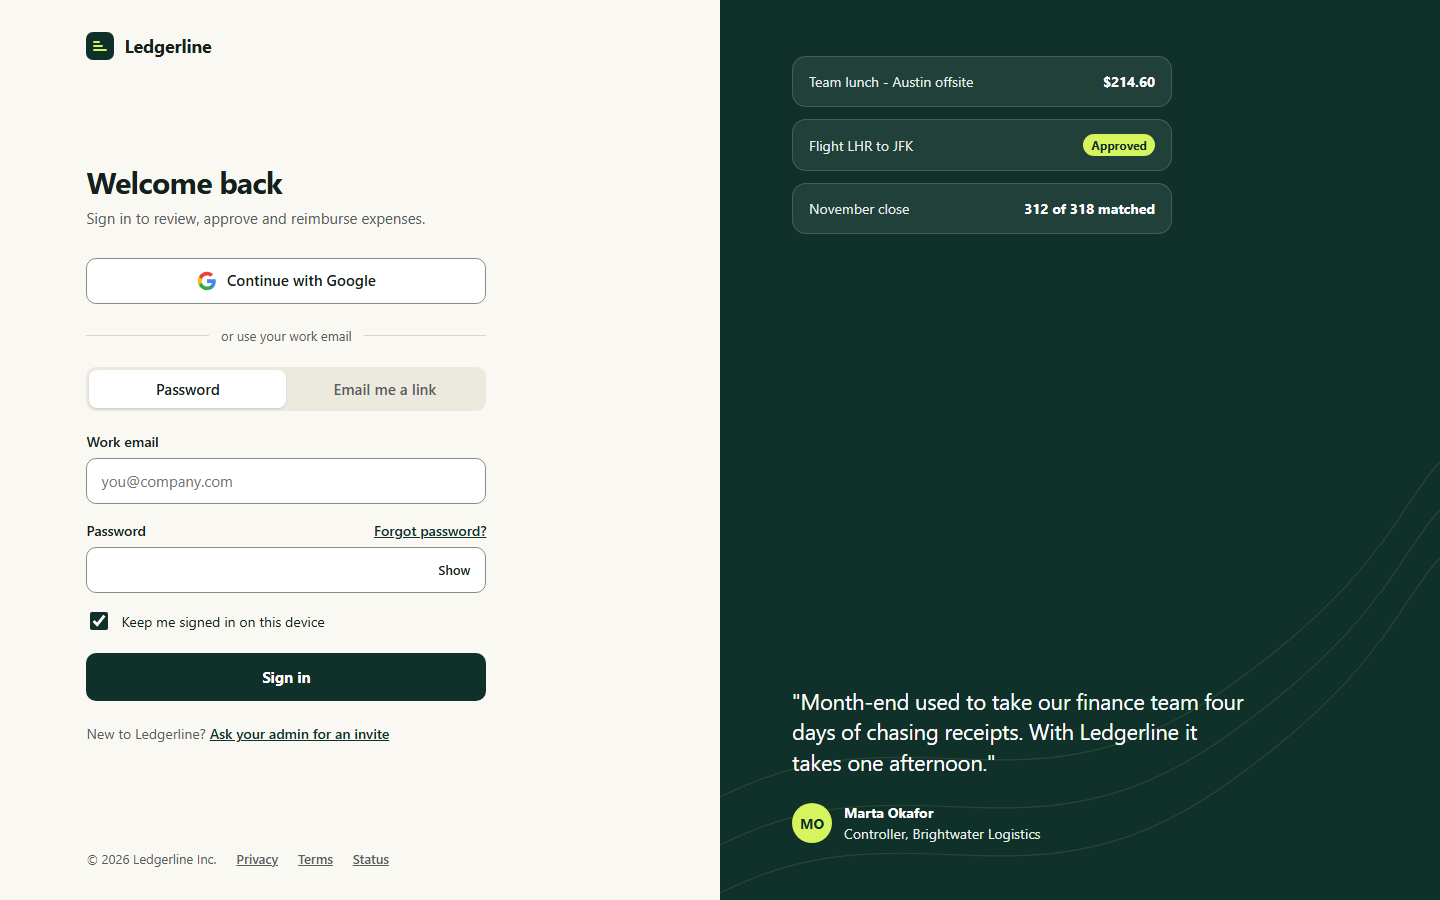 Ledgerline
Welcome back
Sign in to review, approve and reimburse expenses.
Continue with Google
or use your work email
Password
Email me a link
Work email
you@company.com
Password
Forgot password?
Show
Keep me signed in on this device
Sign in
New to Ledgerline? Ask your admin for an invite
© 2026 Ledgerline Inc. Privacy Terms Status
Team lunch - Austin offsite $214.60
Flight LHR to JFK Approved
November close 312 of 318 matched
"Month-end used to take our finance team four
days of chasing receipts. With Ledgerline it
takes one afternoon."
MO
Marta Okafor
Controller, Brightwater Logistics